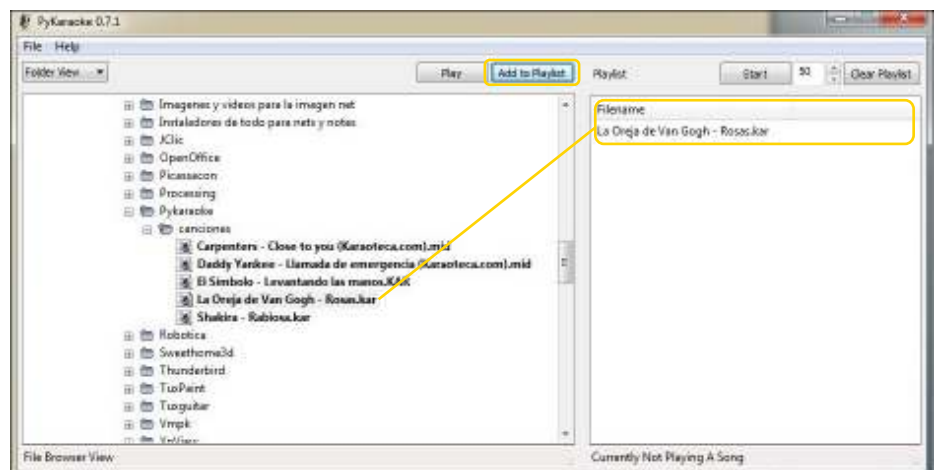 PyKaraoke 0.7.1
File Help
Folder View Play Add to Playlist Playlist Start 50 Clear Playlist
Imagenes y videos para la imagen net
Instaladores de todo para nets y notes
JClic
OpenOffice
Picassacon
Processing
Pykaraoke
canciones
Carpenters - Close to you (Karaoteca.com).mid
Daddy Yankee - Llamada de emergencia (Karaoteca.com).mid
El Simbolo - Levantando las manos.KAR
La Oreja de Van Gogh - Rosas.kar
Shakira - Rabiosa.kar
Robotica
Sweethome3d
Thunderbird
TuxPaint
Tuxguitar
Vmpk
Filename
La Oreja de Van Gogh - Rosas.kar
File Browser View
Currently Not Playing A Song